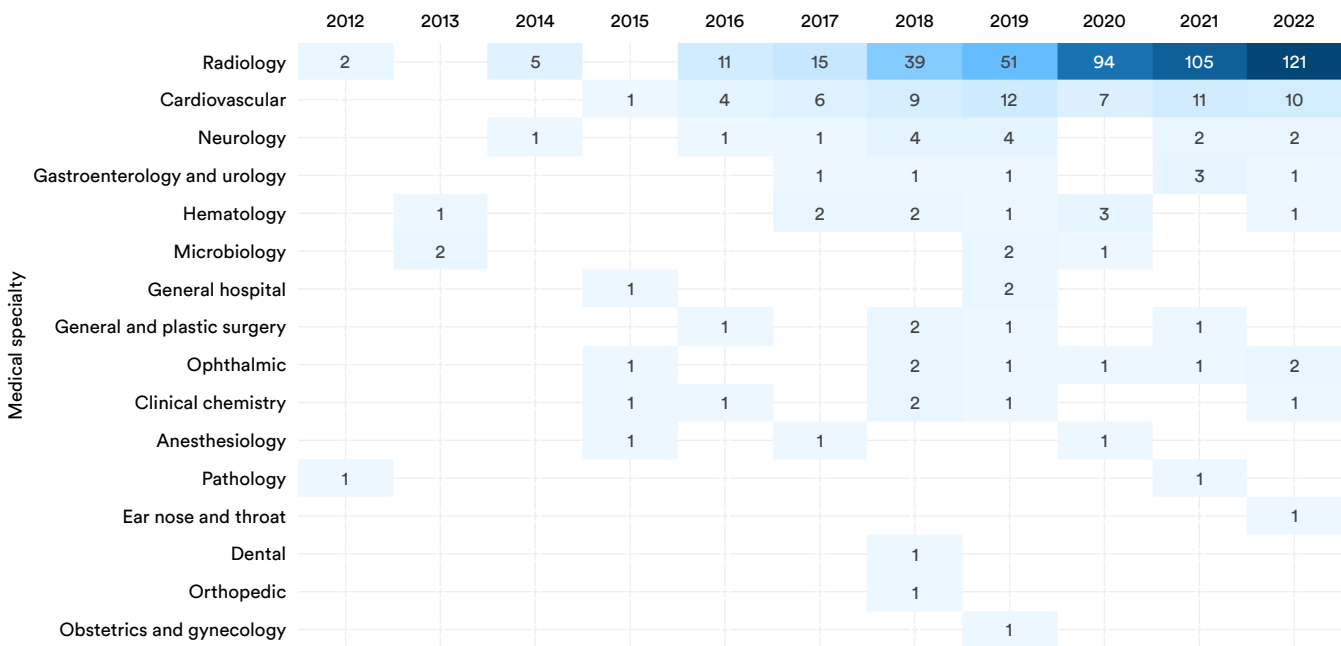 2012 2013 2014 2015 2016 2017 2018 2019 2020 2021 2022
Radiology 2 5 11 15 39 51 94 105 121
Cardiovascular 1 4 6 9 12 7 11 10
Neurology 1 1 1 4 4 2 2
Gastroenterology and urology 1 1 1 3 1
Hematology 1 2 2 1 3 1
Microbiology 2 2 1
General hospital 1 2
General and plastic surgery 1 2 1 1
Ophthalmic 1 2 1 1 1 2
Clinical chemistry 1 1 2 1 1
Anesthesiology 1 1 1
Pathology 1 1
Ear nose and throat 1
Dental 1
Orthopedic 1
Obstetrics and gynecology 1
Medical specialty